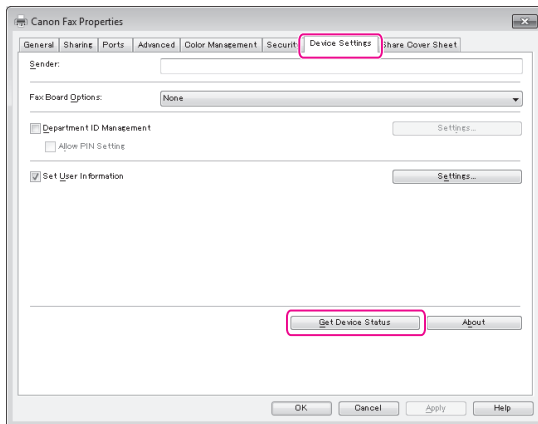 Canon Fax Properties
General Sharing Ports Advanced Color Management Security Device Settings Share Cover Sheet
Sender:
Fax Board Options: None
Department ID Management Settings...
Allow PIN Setting
Set User Information Settings...
Get Device Status About
OK Cancel Apply Help